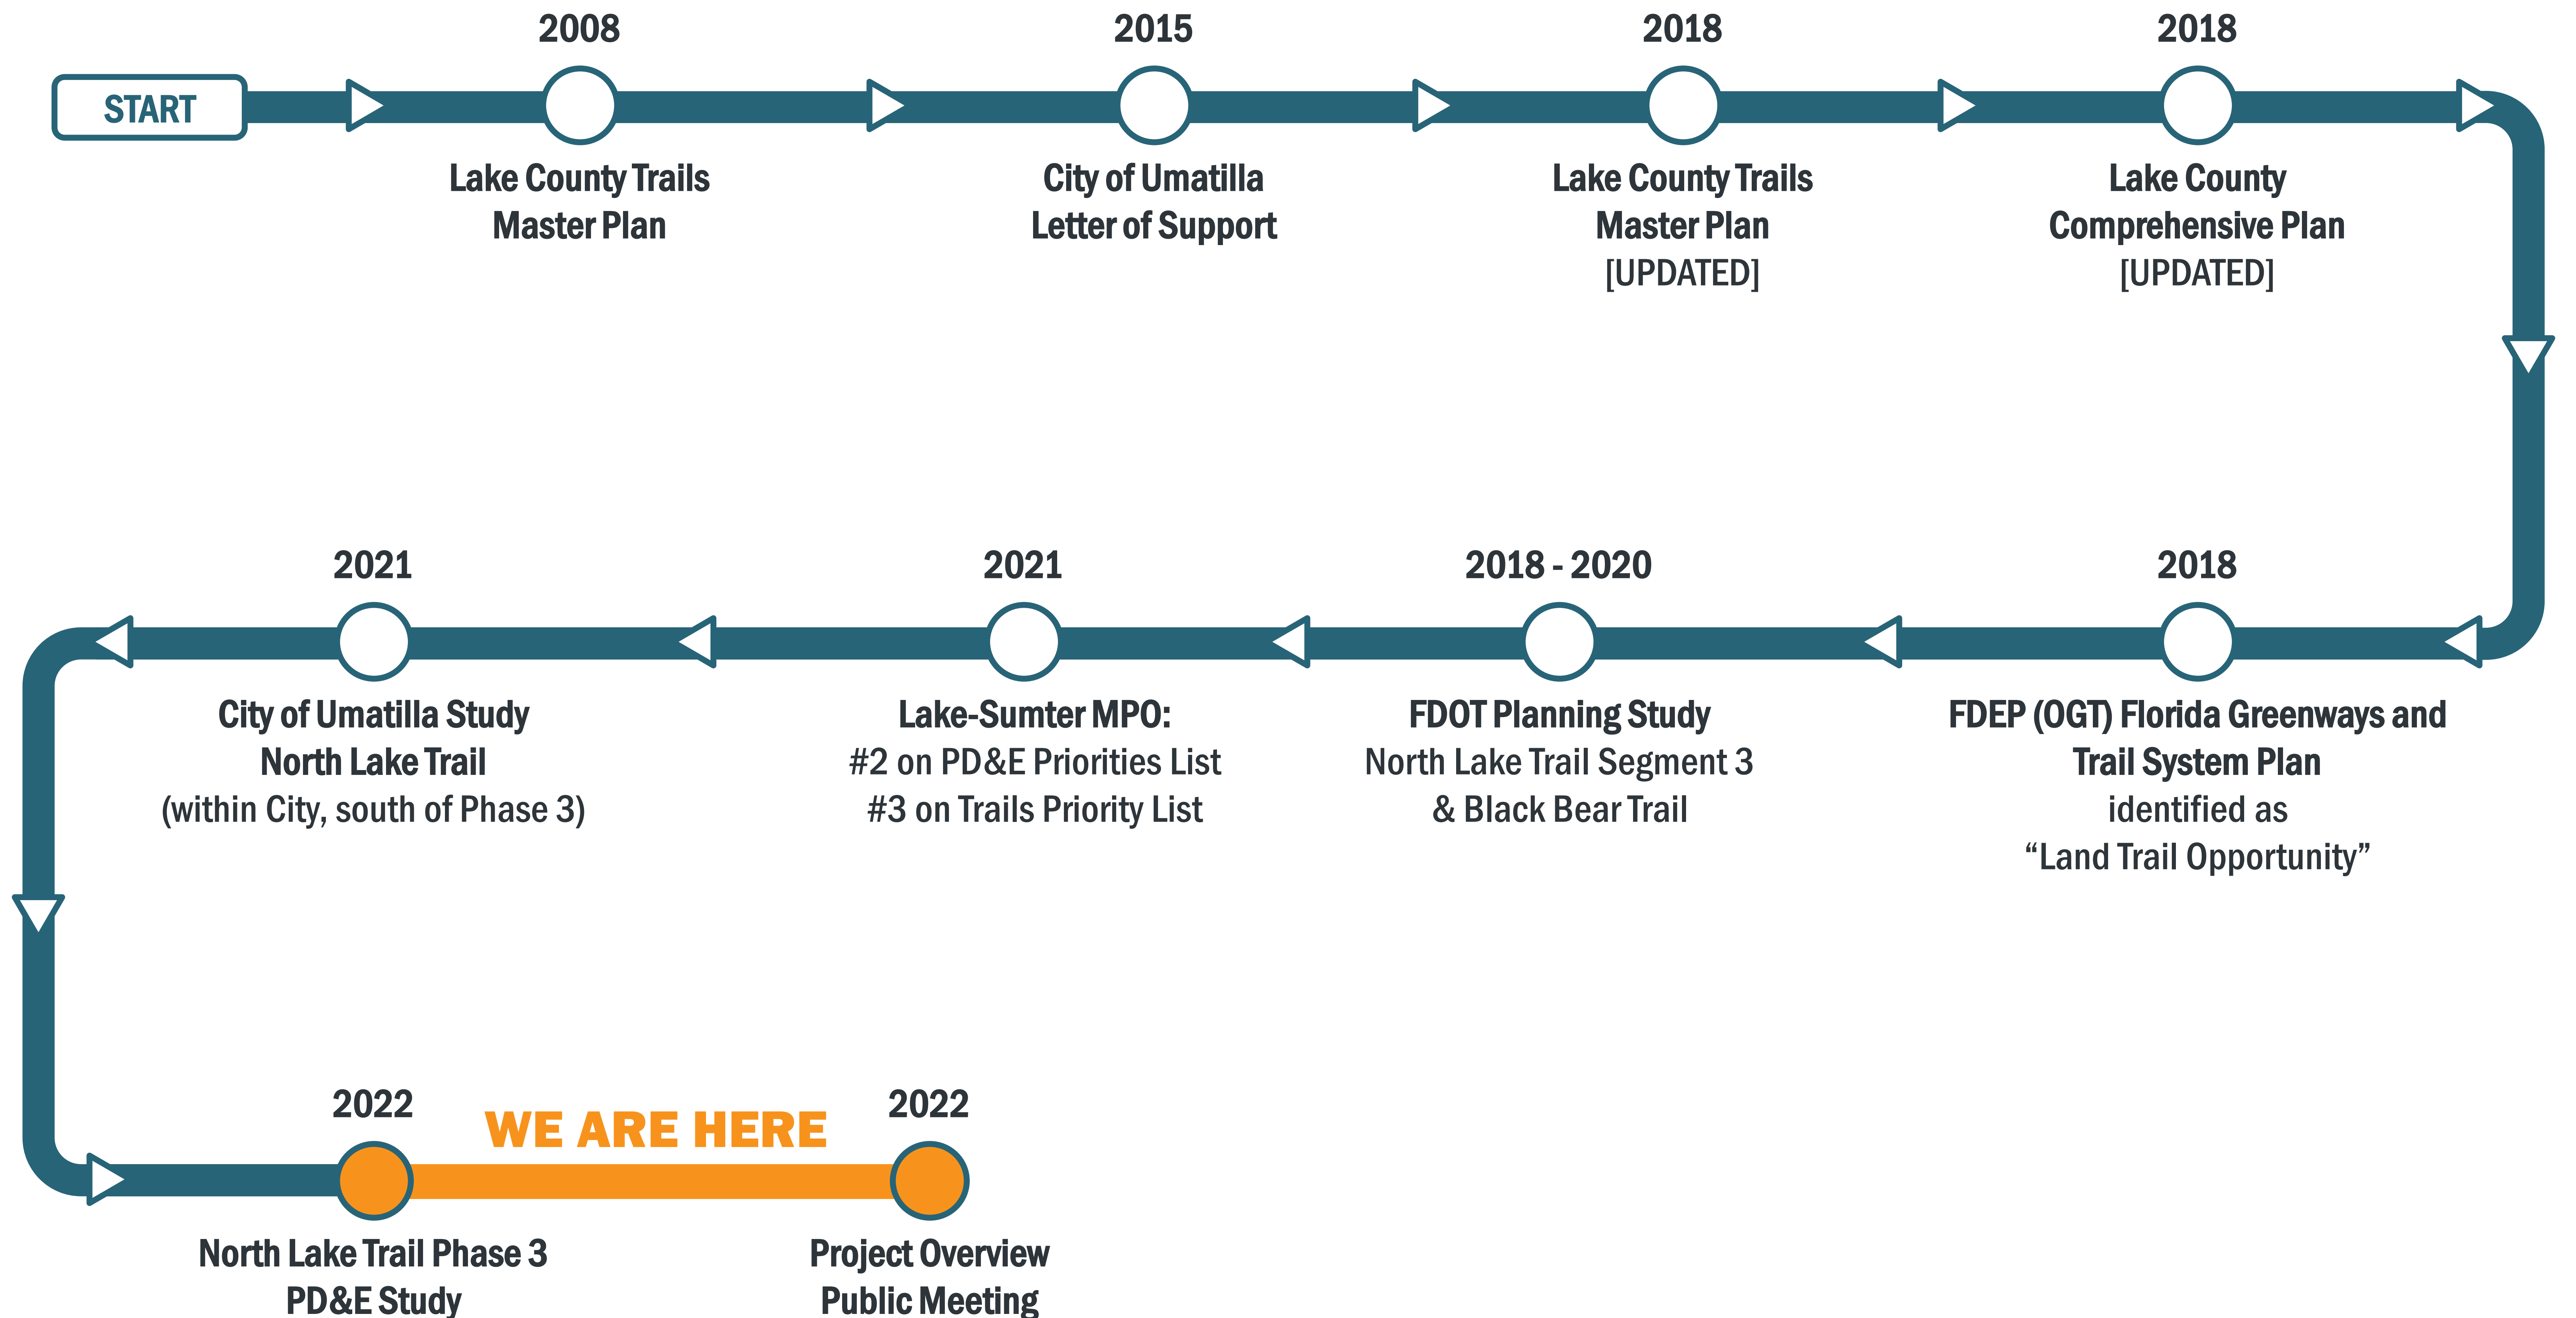 START
2008
Lake County Trails
Master Plan
2015
City of Umatilla
Letter of Support
2018
Lake County Trails
Master Plan
[UPDATED]
2018
Lake County
Comprehensive Plan
[UPDATED]
2018
FDEP (OGT) Florida Greenways and
Trail System Plan
identified as
“Land Trail Opportunity”
2018 - 2020
FDOT Planning Study
North Lake Trail Segment 3
& Black Bear Trail
2021
Lake-Sumter MPO:
#2 on PD&E Priorities List
#3 on Trails Priority List
2021
City of Umatilla Study
North Lake Trail
(within City, south of Phase 3)
2022
North Lake Trail Phase 3
PD&E Study
WE ARE HERE
2022
Project Overview
Public Meeting